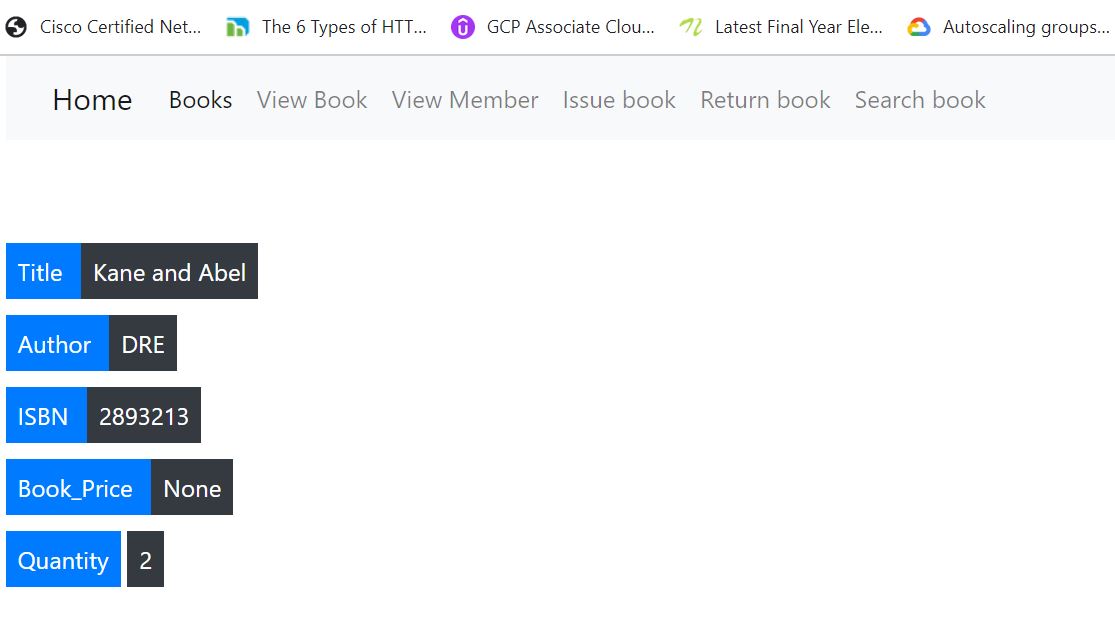 Cisco Certified Net... The 6 Types of HTT... GCP Associate Clou... Latest Final Year Ele... Autoscaling groups...
Home Books View Book View Member Issue book Return book Search book
Title Kane and Abel
Author DRE
ISBN 2893213
Book_Price None
Quantity 2